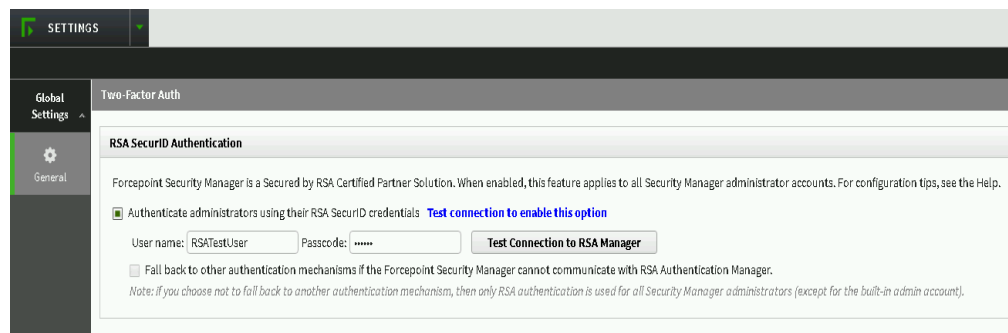 SETTINGS
Global
Settings
Two-Factor Auth
General
RSA SecurID Authentication
Forcepoint Security Manager is a Secured by RSA Certified Partner Solution. When enabled, this feature applies to all Security Manager administrator accounts. For configuration tips, see the Help.
Authenticate administrators using their RSA SecurID credentials Test connection to enable this option
User name: RSATestUser Passcode: •••••• Test Connection to RSA Manager
Fall back to other authentication mechanisms if the Forcepoint Security Manager cannot communicate with RSA Authentication Manager.
Note: if you choose not to fall back to another authentication mechanism, then only RSA authentication is used for all Security Manager administrators (except for the built-in admin account).